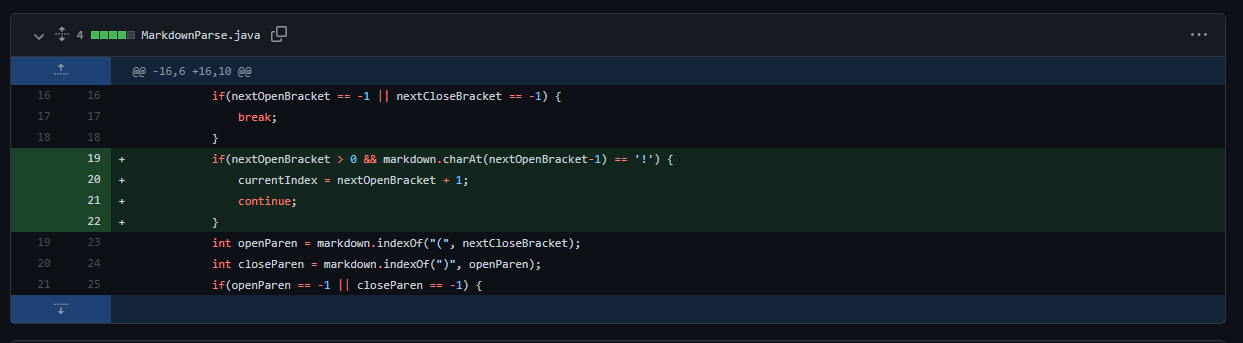 4 MarkdownParse.java
@@ -16,6 +16,10 @@
16 16 if(nextOpenBracket == -1 || nextCloseBracket == -1) {
17 17 break;
18 18 }
19 + if(nextOpenBracket > 0 && markdown.charAt(nextOpenBracket-1) == '!') {
20 + currentIndex = nextOpenBracket + 1;
21 + continue;
22 + }
19 23 int openParen = markdown.indexOf("(", nextCloseBracket);
20 24 int closeParen = markdown.indexOf(")", openParen);
21 25 if(openParen == -1 || closeParen == -1) {